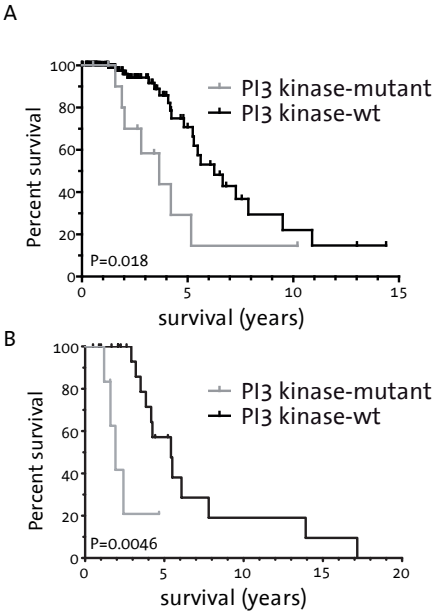 A
100
80
60
40
20
0
Percent survival
PI3 kinase-mutant
PI3 kinase-wt
P=0.018
0 5 10 15
survival (years)
B
100
80
60
40
20
0
Percent survival
PI3 kinase-mutant
PI3 kinase-wt
P=0.0046
0 5 10 15 20
survival (years)